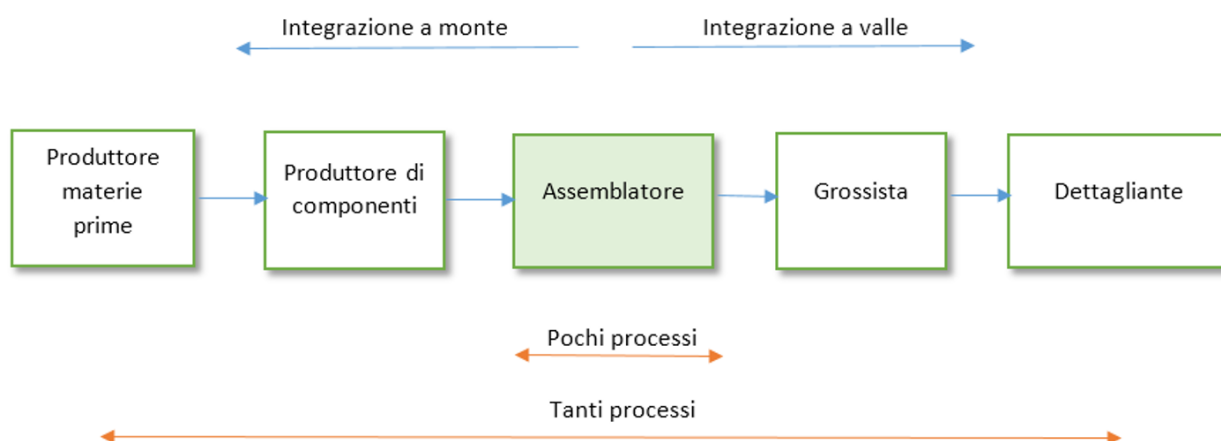 Integrazione a monte
Integrazione a valle
Produttore
materie
prime
Produttore di
componenti
Assemblatore
Grossista
Dettagliante
Pochi processi
Tanti processi